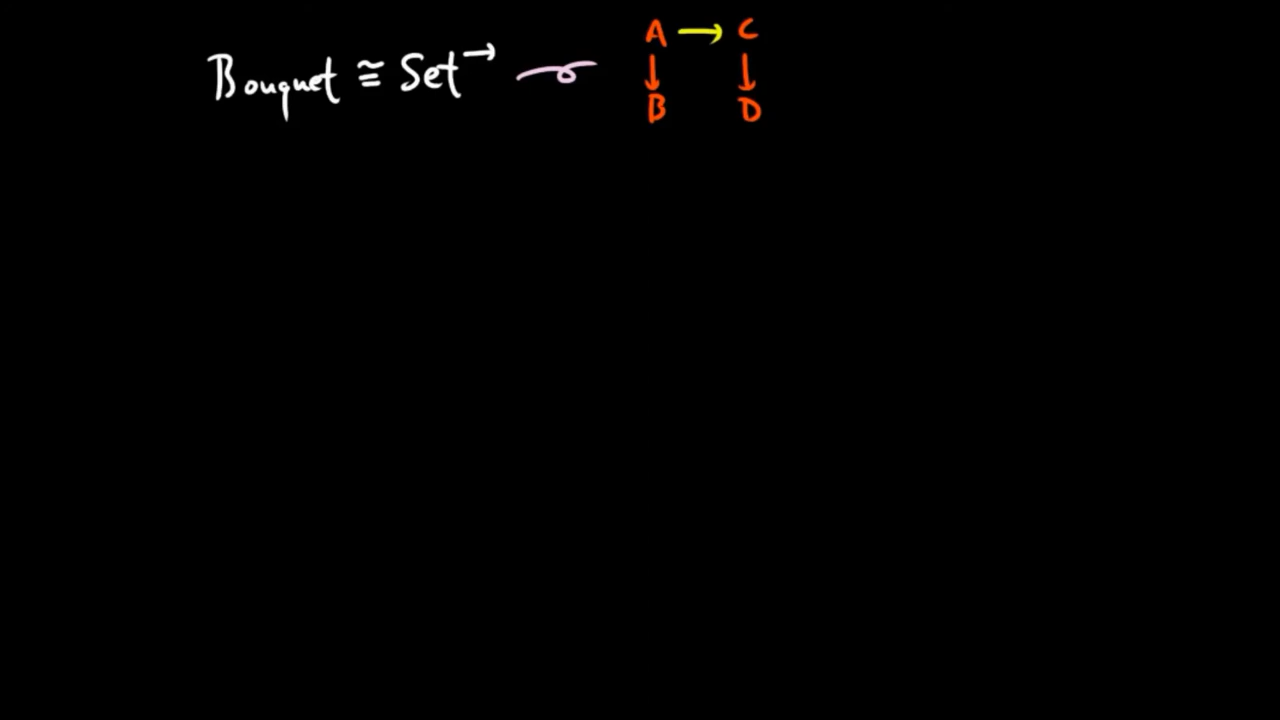 Bouquet ≅ Set→
A → C
↓ ↓
B D